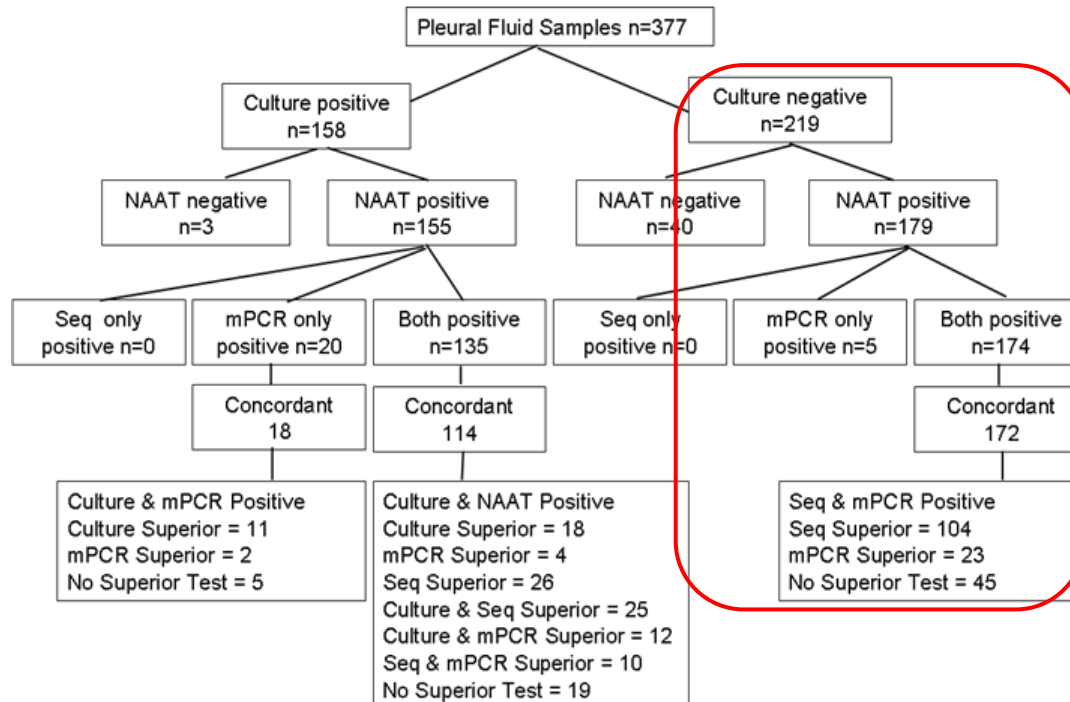 Pleural Fluid Samples n=377
Culture positive
n=158
Culture negative
n=219
NAAT negative
n=3
NAAT positive
n=155
NAAT negative
n=40
NAAT positive
n=179
Seq only
positive n=0
mPCR only
positive n=20
Both positive
n=135
Seq only
positive n=0
mPCR only
positive n=5
Both positive
n=174
Concordant
18
Concordant
114
Concordant
172
Culture & mPCR Positive
Culture Superior = 11
mPCR Superior = 2
No Superior Test = 5
Culture & NAAT Positive
Culture Superior = 18
mPCR Superior = 4
Seq Superior = 26
Culture & Seq Superior = 25
Culture & mPCR Superior = 12
Seq & mPCR Superior = 10
No Superior Test = 19
Seq & mPCR Positive
Seq Superior = 104
mPCR Superior = 23
No Superior Test = 45